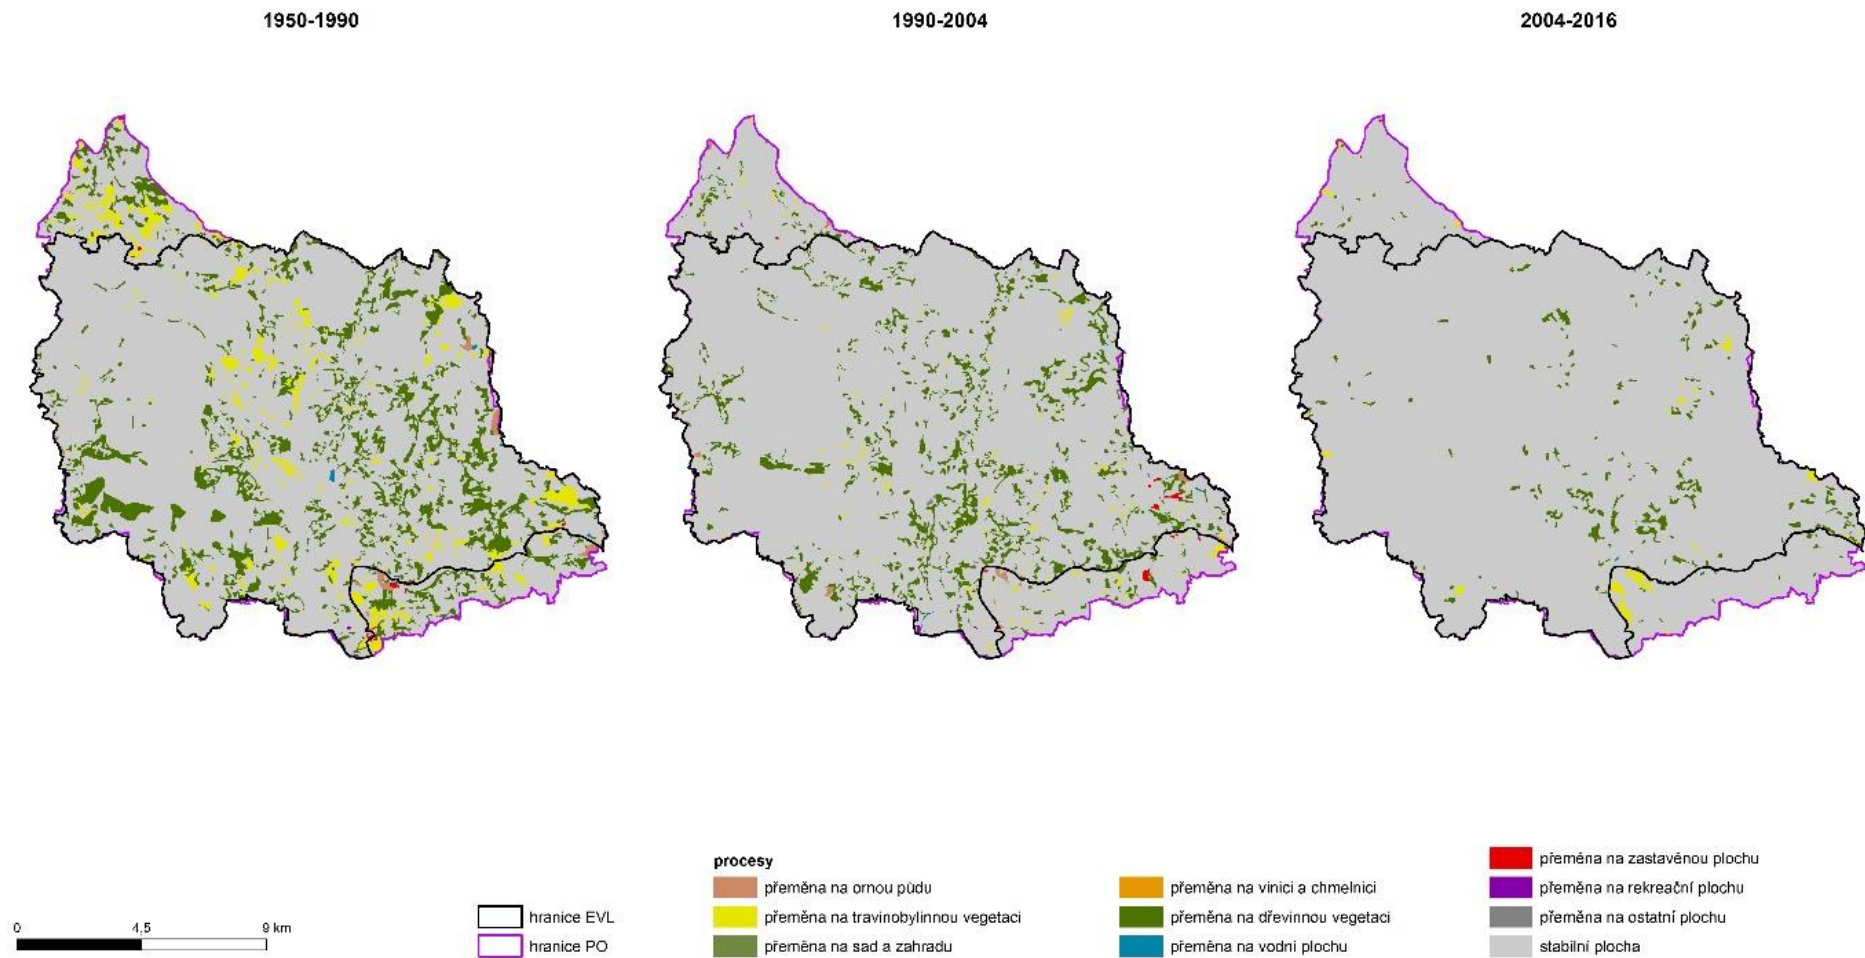 1950-1990
1990-2004
2004-2016
0 4,5 9 km
hranice EVL
hranice PO
procesy
přeměna na ornou pùdu
přeměna na travinobylinnou vegetaci
přeměna na sad a zahradu
přeměna na vinici a chmelnici
přeměna na dřevinnou vegetaci
přeměna na vodní plochu
přeměna na zastavěnou plochu
přeměna na rekreační plochu
přeměna na ostatní plochu
stabilní plocha